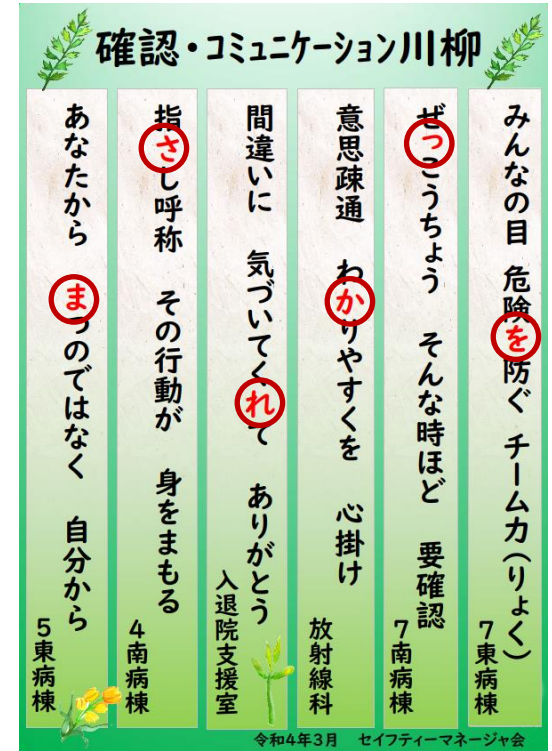 確認・コミュニケーション川柳
みんなの目 危険を防ぐ チーム力(りょく)
7東病棟
ぜっこうちょう そんな時ほど 要確認
7南病棟
意思疎通 わかりやすくを 心掛け
放射線科
間違いに 気づいてくれて ありがとう
入退院支援室
指さし呼称 その行動が 身をまもる
4南病棟
あなたから まつのではなく 自分から
5東病棟
令和4年3月 セイフティーマネージャ会